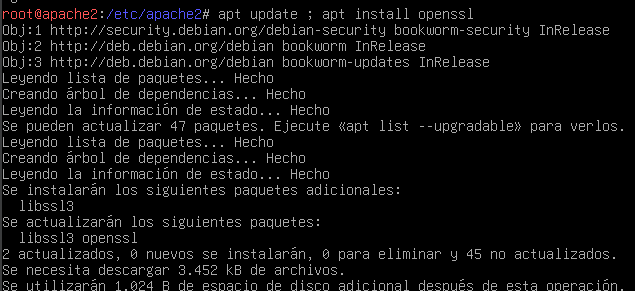 root@apache2:/etc/apache2# apt update ; apt install openssl
Obj:1 http://security.debian.org/debian-security bookworm-security InRelease
Obj:2 http://deb.debian.org/debian bookworm InRelease
Obj:3 http://deb.debian.org/debian bookworm-updates InRelease
Leyendo lista de paquetes... Hecho
Creando árbol de dependencias... Hecho
Leyendo la información de estado... Hecho
Se pueden actualizar 47 paquetes. Ejecute «apt list --upgradable» para verlos.
Leyendo lista de paquetes... Hecho
Creando árbol de dependencias... Hecho
Leyendo la información de estado... Hecho
Se instalarán los siguientes paquetes adicionales:
  libssl3
Se actualizarán los siguientes paquetes:
  libssl3 openssl
2 actualizados, 0 nuevos se instalarán, 0 para eliminar y 45 no actualizados.
Se necesita descargar 3.452 kB de archivos.
Se utilizarán 1.024 B de espacio de disco adicional después de esta operación.